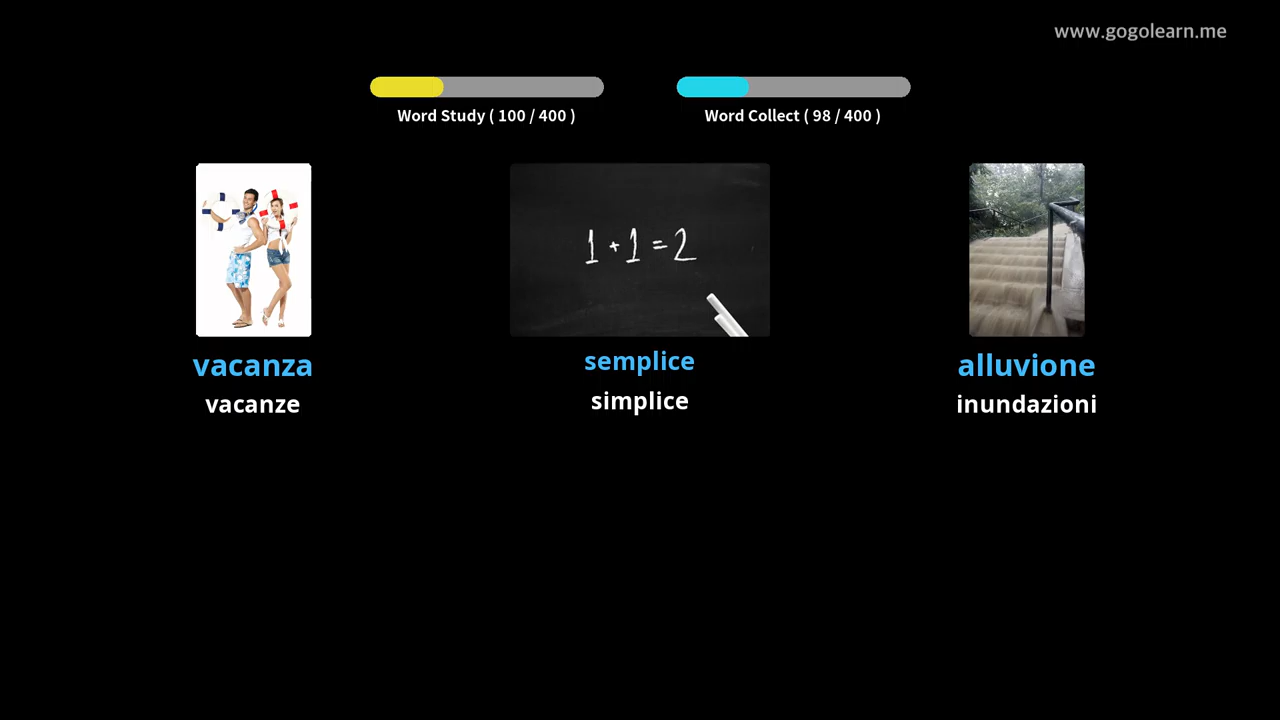 www.gogolearn.me
Word Study ( 100 / 400 )
Word Collect ( 98 / 400 )
1 + 1 = 2
vacanza
vacanze
semplice
simplice
alluvione
inundazioni